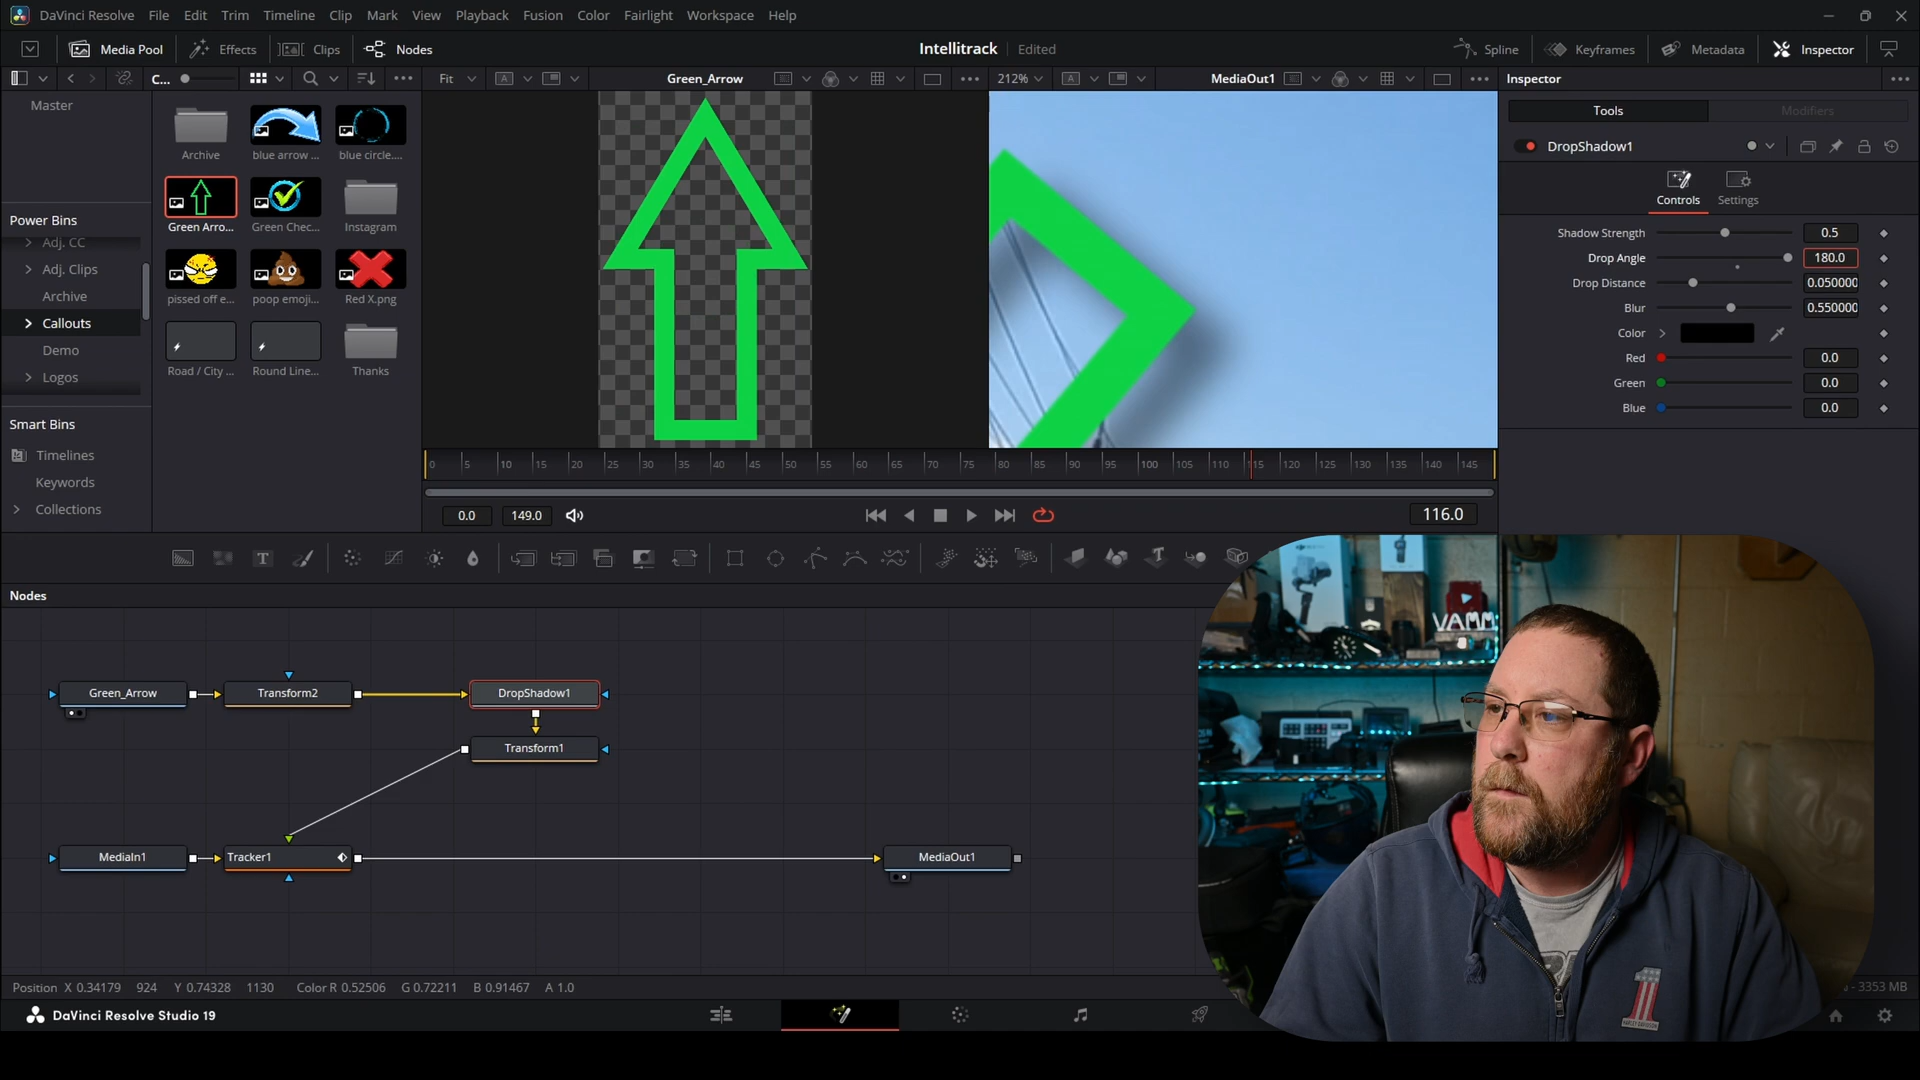 DaVinci Resolve File Edit Trim Timeline Clip Mark View Playback Fusion Color Fairlight Workspace Help
Media Pool Effects Clips Nodes Intellitrack Edited Spline Keyframes Metadata Inspector
C... Fit Green_Arrow 212% MediaOut1 Inspector
Master
Tools Modifiers
DropShadow1
Archive blue arrow ... blue circle....
Controls Settings
Power Bins
Green Arro... Green Chec... Instagram
Adj. CC
Adj. Clips
Archive
Callouts
Demo
Logos
pissed off e... poop emoji... Red X.png
Road / City ... Round Line... Thanks
Shadow Strength 0.5
Drop Angle 180.0
Drop Distance 0.050000
Blur 0.550000
Color
Red 0.0
Green 0.0
Blue 0.0
Smart Bins
Timelines
Keywords
Collections
0 5 10 15 20 25 30 35 40 45 50 55 60 65 70 75 80 85 90 95 100 105 110 115 120 125 130 135 140 145
0.0 149.0 116.0
Nodes
Green_Arrow Transform2 DropShadow1
Transform1
MediaIn1 Tracker1 MediaOut1
VAMM
1
HARLEY-DAVIDSON
Position X 0.34179 924 Y 0.74328 1130 Color R 0.52506 G 0.72211 B 0.91467 A 1.0
- 3353 MB
DaVinci Resolve Studio 19